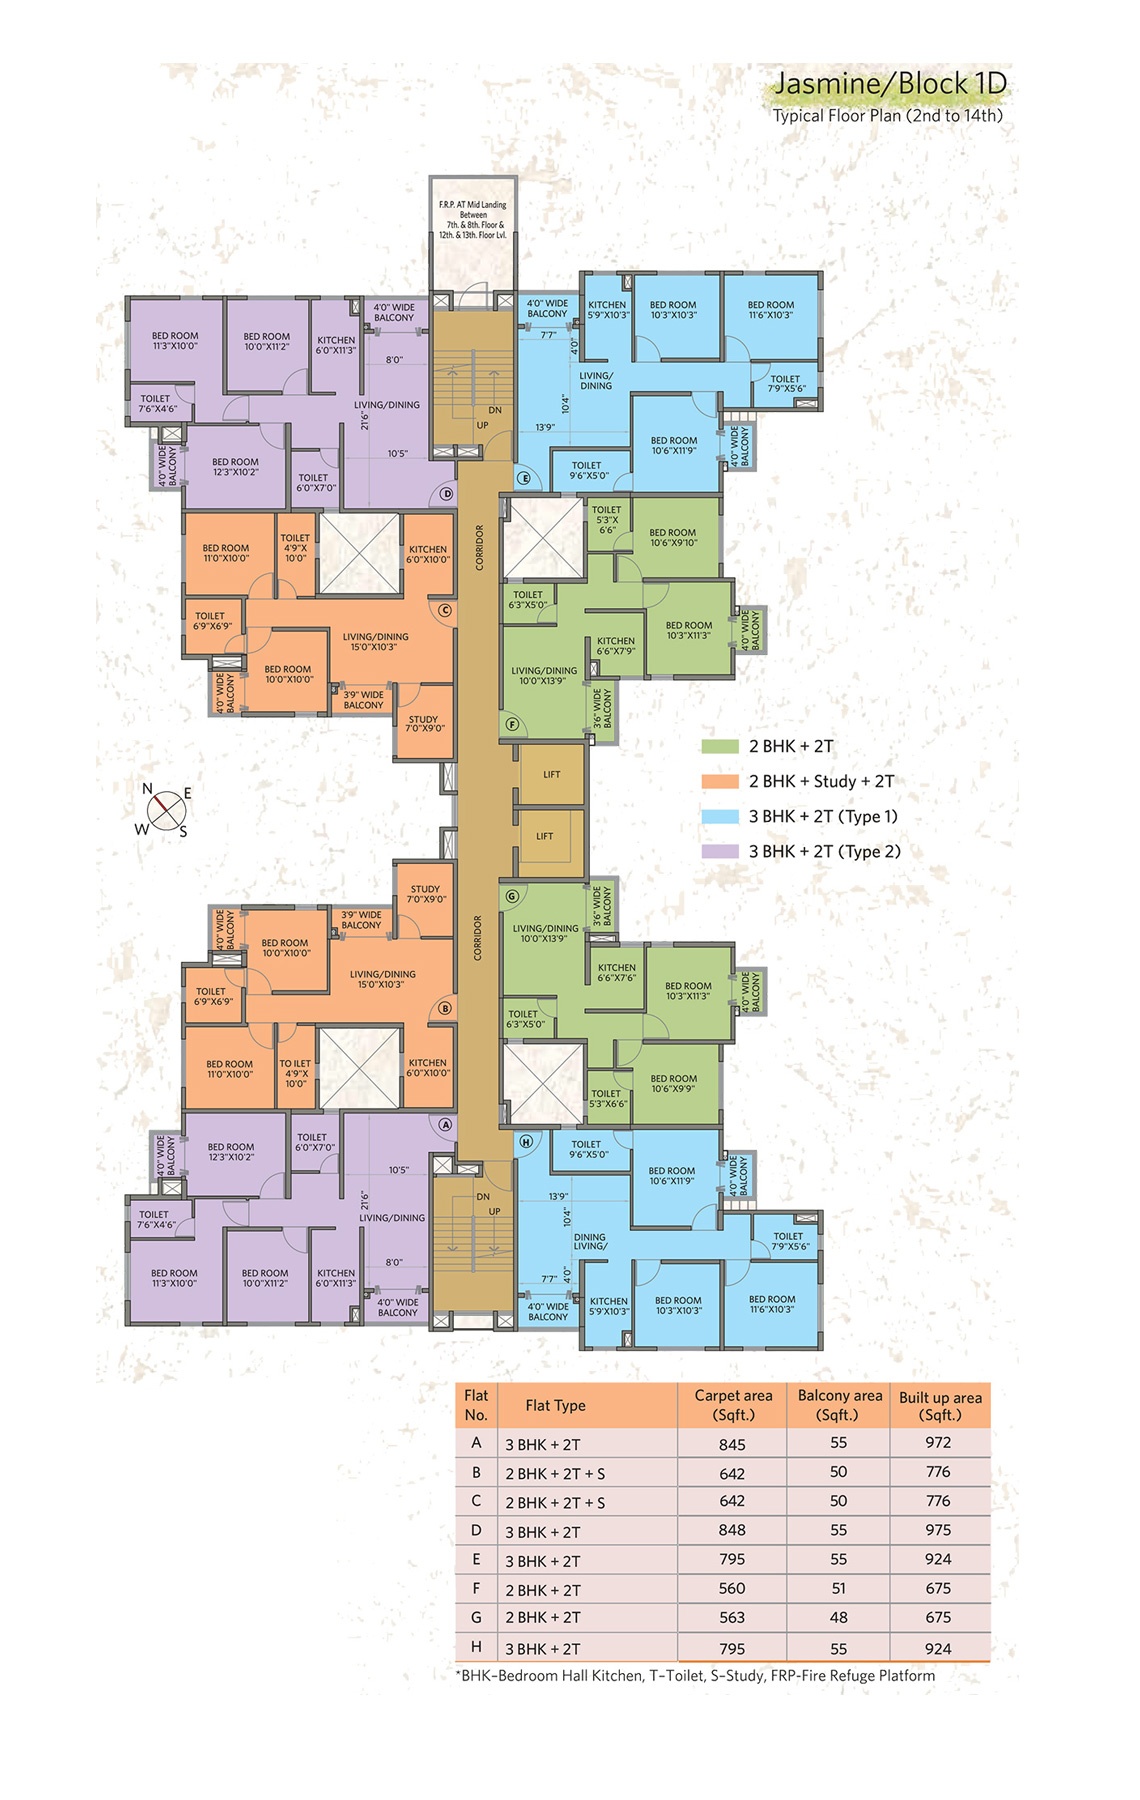 Jasmine/Block 1D
Typical Floor Plan (2nd to 14th)
F.R.P. AT Mid Landing
Between
7th. & 8th. Floor &
12th. & 13th. Floor Lvl.
BED ROOM
11'3"X10'0"
BED ROOM
10'0"X11'2"
KITCHEN
6'0"X11'3"
4'0" WIDE
BALCONY
8'0"
LIVING/DINING
21'6"
10'5"
TOILET
7'6"X4'6"
4'0" WIDE
BALCONY
BED ROOM
12'3"X10'2"
TOILET
6'0"X7'0"
D
DN
UP
4'0" WIDE
BALCONY
KITCHEN
5'9"X10'3"
BED ROOM
10'3"X10'3"
BED ROOM
11'6"X10'3"
7'7"
4'0"
LIVING/
DINING
10'4"
13'9"
TOILET
7'9"X5'6"
BED ROOM
10'6"X11'9"
4'0" WIDE
BALCONY
TOILET
9'6"X5'0"
E
BED ROOM
11'0"X10'0"
TOILET
4'9"X
10'0"
KITCHEN
6'0"X10'0"
CORRIDOR
TOILET
5'3"X
6'6"
BED ROOM
10'6"X9'10"
TOILET
6'9"X6'9"
C
LIVING/DINING
15'0"X10'3"
BED ROOM
10'0"X10'0"
4'0" WIDE
BALCONY
3'9" WIDE
BALCONY
STUDY
7'0"X9'0"
TOILET
6'3"X5'0"
BED ROOM
10'3"X11'3"
4'0" WIDE
BALCONY
KITCHEN
6'6"X7'9"
LIVING/DINING
10'0"X13'9"
3'6" WIDE
BALCONY
F
LIFT
LIFT
2 BHK + 2T
2 BHK + Study + 2T
3 BHK + 2T (Type 1)
3 BHK + 2T (Type 2)
N
E
W
S
STUDY
7'0"X9'0"
3'9" WIDE
BALCONY
4'0" WIDE
BALCONY
BED ROOM
10'0"X10'0"
LIVING/DINING
15'0"X10'3"
TOILET
6'9"X6'9"
B
BED ROOM
11'0"X10'0"
TO ILET
4'9"X
10'0"
KITCHEN
6'0"X10'0"
CORRIDOR
G
3'6" WIDE
BALCONY
LIVING/DINING
10'0"X13'9"
KITCHEN
6'6"X7'6"
BED ROOM
10'3"X11'3"
4'0" WIDE
BALCONY
TOILET
6'3"X5'0"
TOILET
5'3"X6'6"
BED ROOM
10'6"X9'9"
A
4'0" WIDE
BALCONY
BED ROOM
12'3"X10'2"
TOILET
6'0"X7'0"
10'5"
21'6"
LIVING/DINING
TOILET
7'6"X4'6"
BED ROOM
11'3"X10'0"
BED ROOM
10'0"X11'2"
KITCHEN
6'0"X11'3"
8'0"
4'0" WIDE
BALCONY
DN
UP
H
TOILET
9'6"X5'0"
BED ROOM
10'6"X11'9"
4'0" WIDE
BALCONY
13'9"
10'4"
DINING
LIVING/
TOILET
7'9"X5'6"
7'7"
4'0"
4'0" WIDE
BALCONY
KITCHEN
5'9"X10'3"
BED ROOM
10'3"X10'3"
BED ROOM
11'6"X10'3"
Flat No. Flat Type Carpet area (Sqft.) Balcony area (Sqft.) Built up area (Sqft.)
A 3 BHK + 2T 845 55 972
B 2 BHK + 2T + S 642 50 776
C 2 BHK + 2T + S 642 50 776
D 3 BHK + 2T 848 55 975
E 3 BHK + 2T 795 55 924
F 2 BHK + 2T 560 51 675
G 2 BHK + 2T 563 48 675
H 3 BHK + 2T 795 55 924
*BHK–Bedroom Hall Kitchen, T–Toilet, S–Study, FRP-Fire Refuge Platform